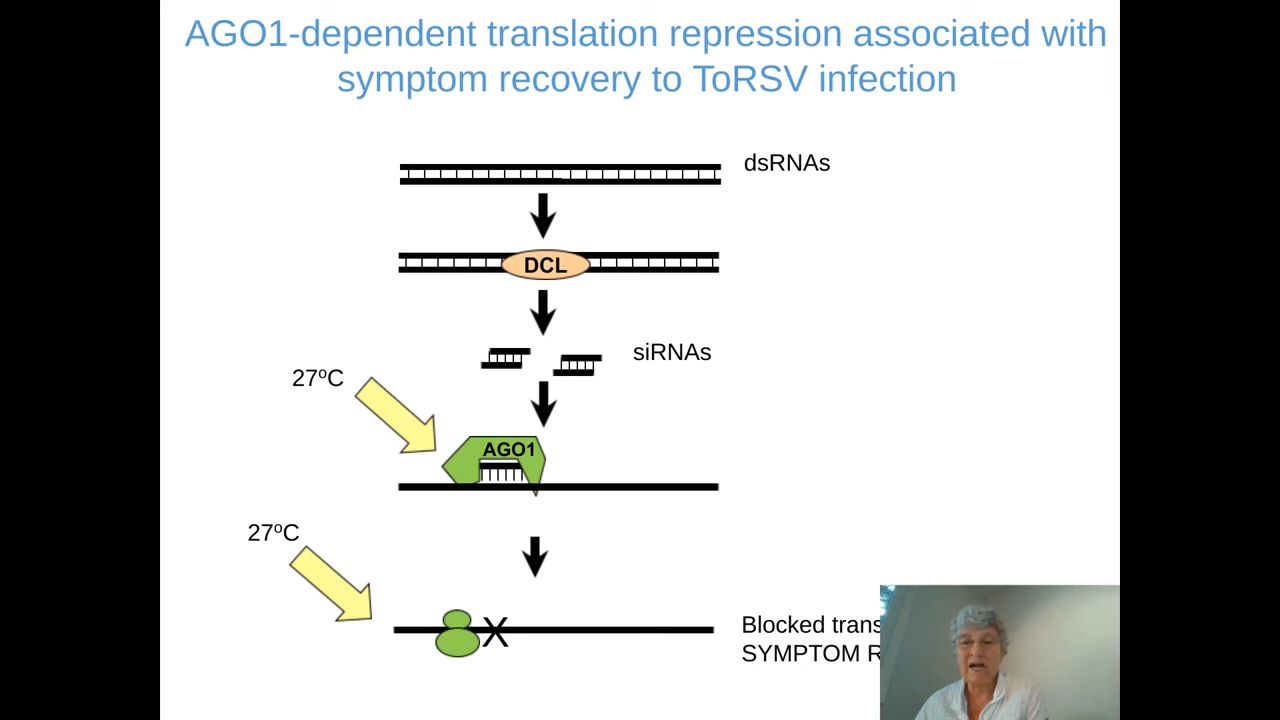 AGO1-dependent translation repression associated with
symptom recovery to ToRSV infection
dsRNAs
DCL
siRNAs
27ºC
AGO1
27ºC
X
Blocked
SYMPTOM